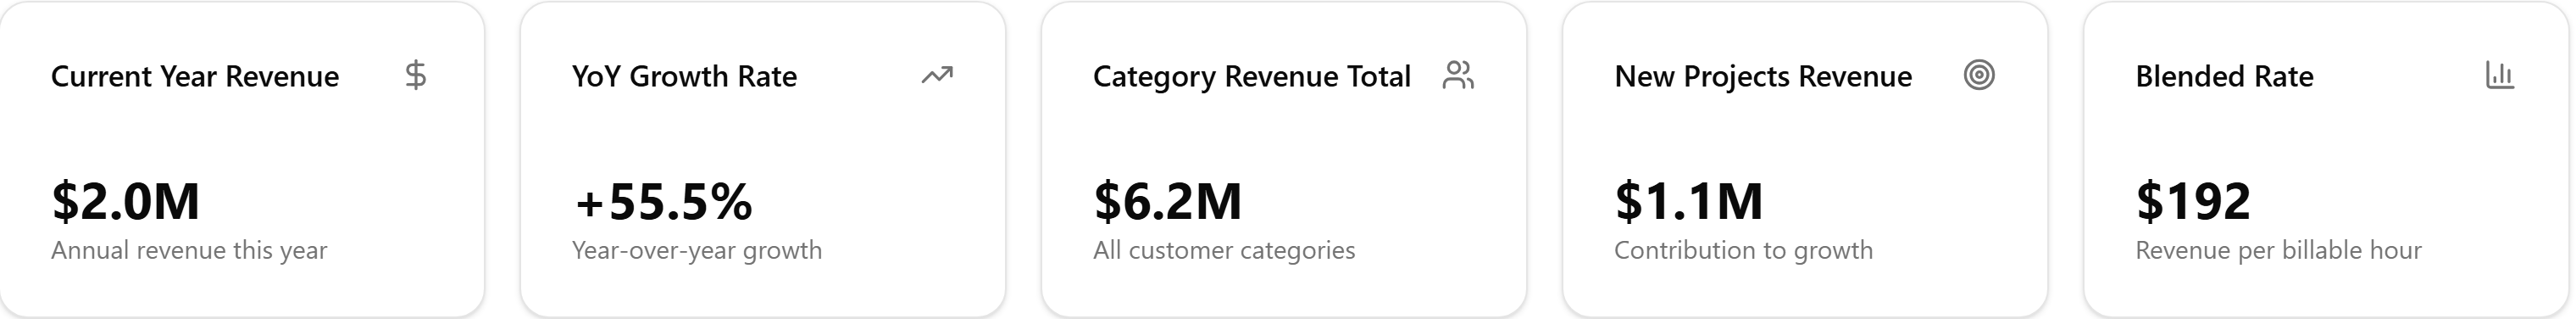 Current Year Revenue
$2.0M
Annual revenue this year
YoY Growth Rate
+55.5%
Year-over-year growth
Category Revenue Total
$6.2M
All customer categories
New Projects Revenue
$1.1M
Contribution to growth
Blended Rate
$192
Revenue per billable hour